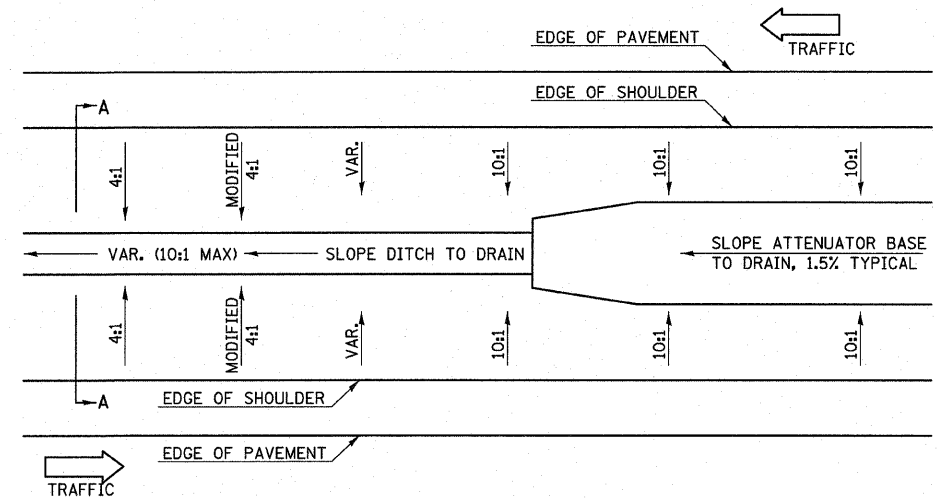 EDGE OF PAVEMENT
TRAFFIC
EDGE OF SHOULDER
A
4:1
MODIFIED
4:1
VAR.
10:1
10:1
10:1
VAR. (10:1 MAX)
SLOPE DITCH TO DRAIN
SLOPE ATTENUATOR BASE
TO DRAIN, 1.5% TYPICAL
4:1
MODIFIED
4:1
VAR.
10:1
10:1
10:1
A
EDGE OF SHOULDER
EDGE OF PAVEMENT
TRAFFIC